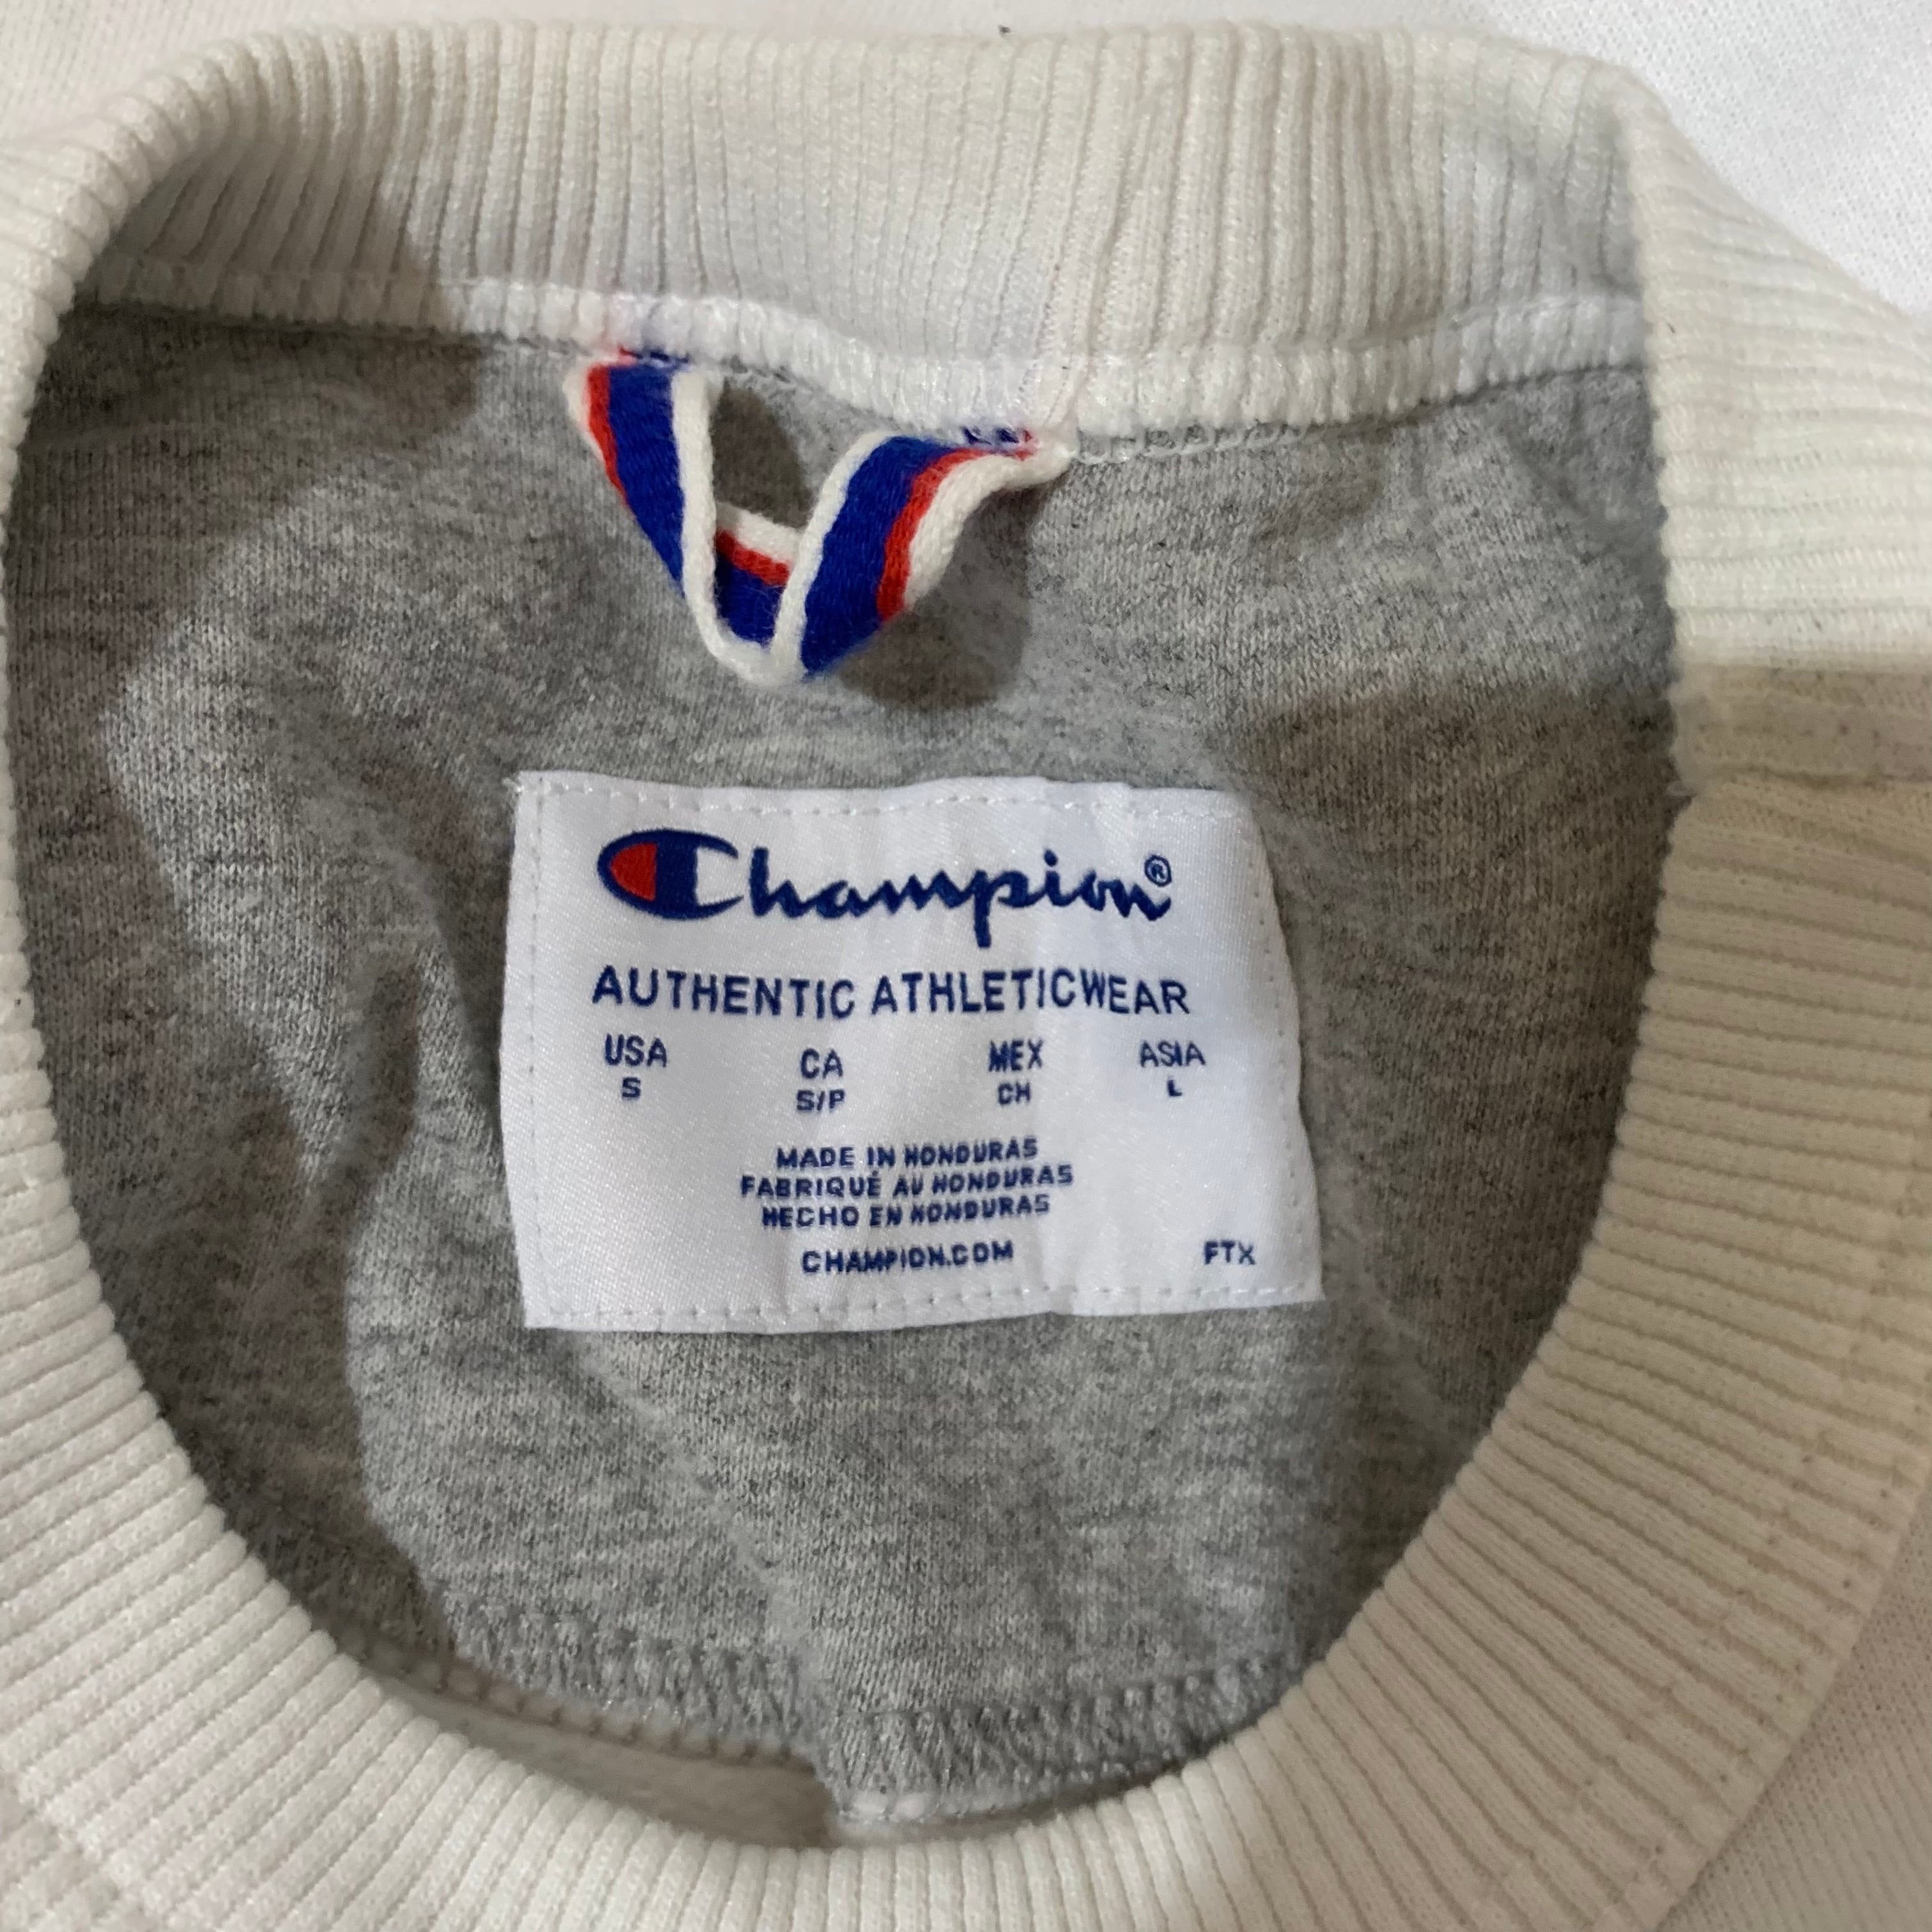 Champion®
AUTHENTIC ATHLETICWEAR
USA CA MEX ASIA
S S/P CH L
MADE IN HONDURAS
FABRIQUÉ AU HONDURAS
HECHO EN HONDURAS
CHAMPION.COM FTX